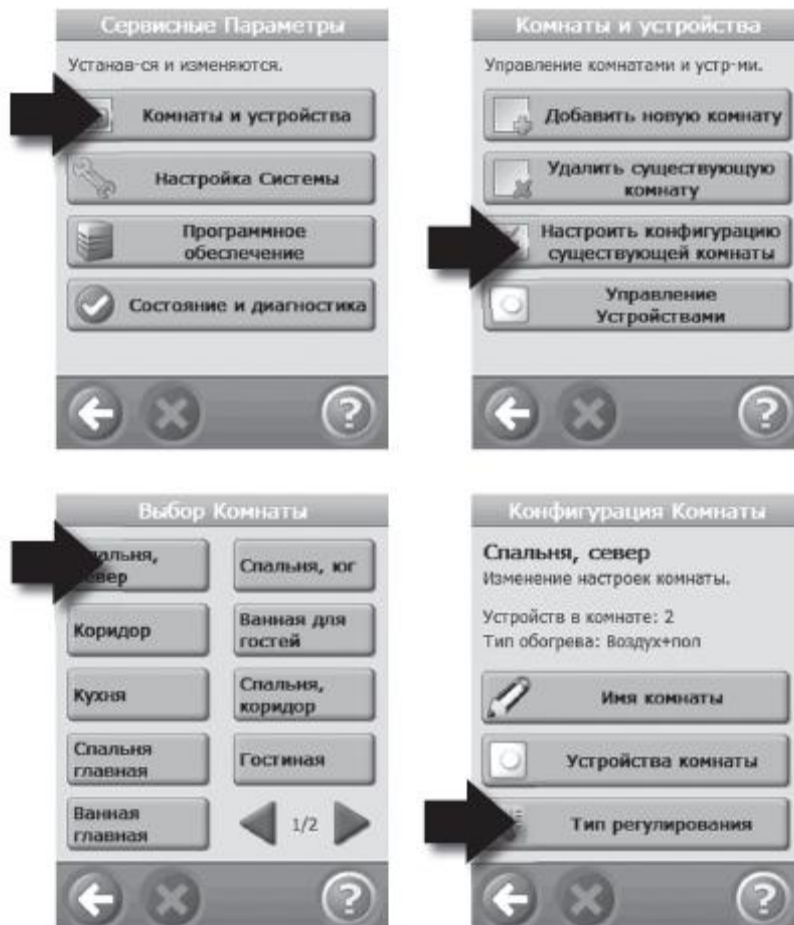 Сервисные Параметры
Устанав-ся и изменяются.
Комнаты и устройства
Настройка Системы
Программное
обеспечение
Состояние и диагностика
?
Комнаты и устройства
Управление комнатами и устр-ми.
Добавить новую комнату
Удалить существующую
комнату
Настроить конфигурацию
существующей комнаты
Управление
Устройствами
?
Выбор Комнаты
Спальня, юг
Коридор
Ванная для
гостей
Кухня
Спальня,
коридор
Спальня
главная
Гостиная
Ванная
главная
1/2
?
Конфигурация Комнаты
Спальня, север
Изменение настроек комнаты.
Устройств в комнате: 2
Тип обогрева: Воздух+пол
Имя комнаты
Устройства комнаты
Тип регулирования
?